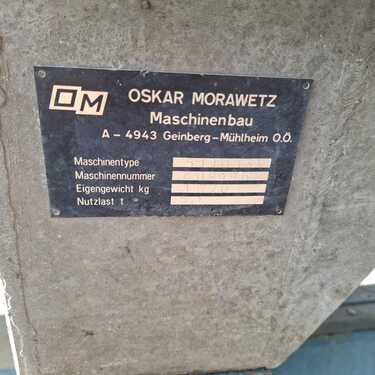 OM OSKAR MORAWETZ
Maschinenbau
A - 4943 Geinberg-Mühlheim O.Ö.
Maschinentype
Maschinennummer
Eigengewicht kg
Nutzlast t